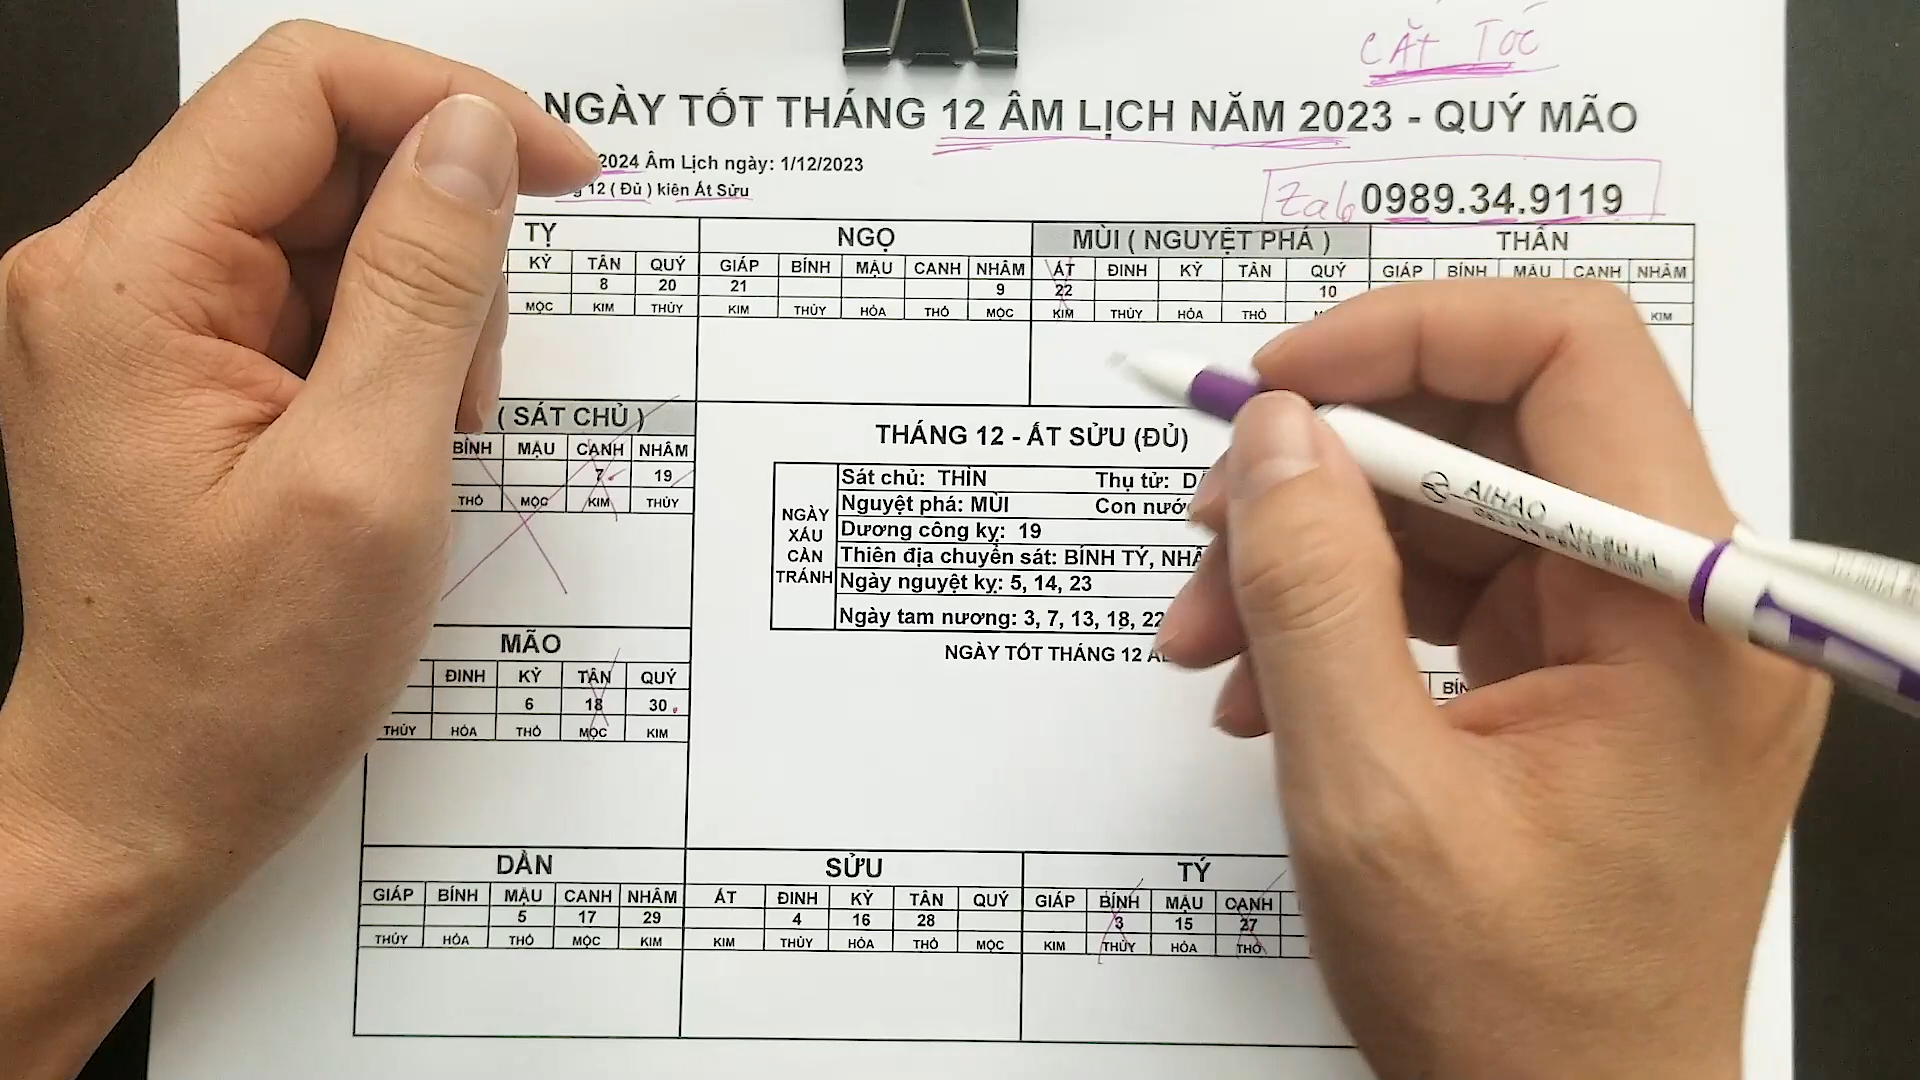 CẮT TÓC
NGÀY TỐT THÁNG 12 ÂM LỊCH NĂM 2023 - QUÝ MÃO
2024 Âm Lịch ngày: 1/12/2023
12 ( Đủ ) kiên Ất Sửu
Zalo 0989.34.9119
TỴ NGỌ MÙI ( NGUYỆT PHÁ ) THÂN
KỶ TÂN QUÝ GIÁP BÍNH MẬU CANH NHÂM ẤT ĐINH KỶ TÂN QUÝ GIÁP BÍNH MẬU CANH NHÂM
8 20 21 9 22 10
MỘC KIM THỦY KIM THỦY HỎA THỔ MỘC KIM THỦY HỎA THỔ KIM
( SÁT CHỦ )
BÍNH MẬU CANH NHÂM
7 19
THỔ MỘC KIM THỦY
THÁNG 12 - ẤT SỬU (ĐỦ)
NGÀY XẤU CẦN TRÁNH
Sát chủ: THÌN Thụ tử:
Nguyệt phá: MÙI Con nước
Dương công kỵ: 19
Thiên địa chuyển sát: BÍNH TÝ,
Ngày nguyệt kỵ: 5, 14, 23
Ngày tam nương: 3, 7, 13, 18, 22
NGÀY TỐT THÁNG 12
MÃO
ĐINH KỶ TÂN QUÝ
6 18 30
THỦY HỎA THỔ MỘC KIM
DẦN SỬU TÝ
GIÁP BÍNH MẬU CANH NHÂM ẤT ĐINH KỶ TÂN QUÝ GIÁP BÍNH MẬU CANH
5 17 29 4 16 28 3 15 27
THỦY HỎA THỔ MỘC KIM KIM THỦY HỎA THỔ MỘC KIM THỦY HỎA THỔ
AIHAO